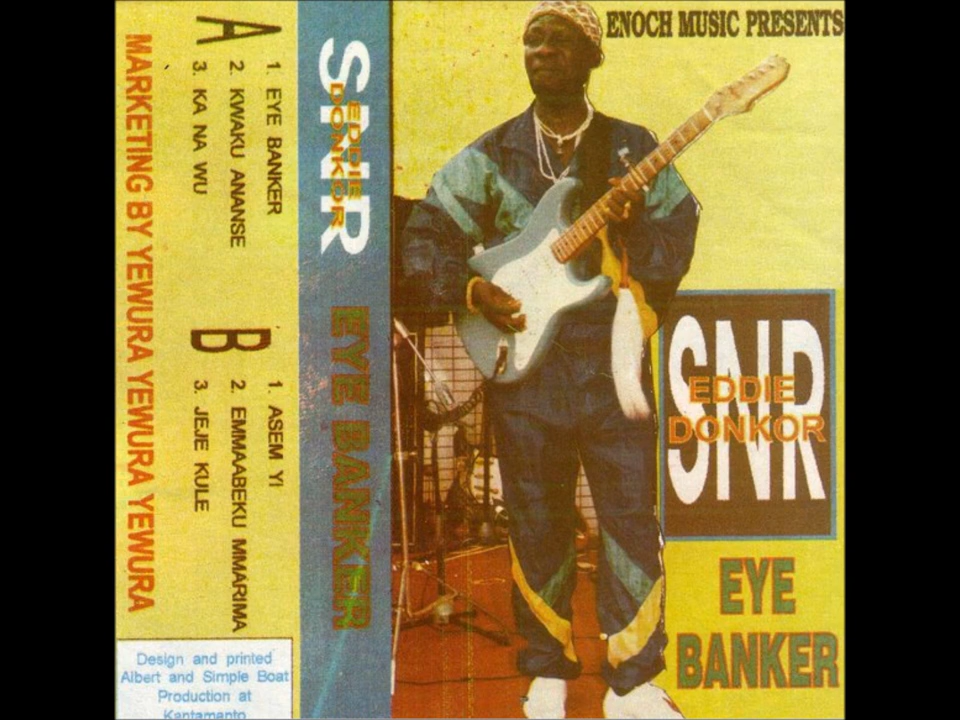 ENOCH MUSIC PRESENTS
SNR
EDDIE
DONKOR
EYE
BANKER
SNR
EDDIE
DONKOR
EYE BANKER
A
1. EYE BANKER
2. KWAKU ANANSE
3. KA NA WU
B
1. ASEM YI
2. EMMAABEKU MMARIMA
3. JEJE KULE
MARKETING BY YEWURA YEWURA YEWURA
Design and printed
Albert and Simple Boat
Production at
Kantamanto